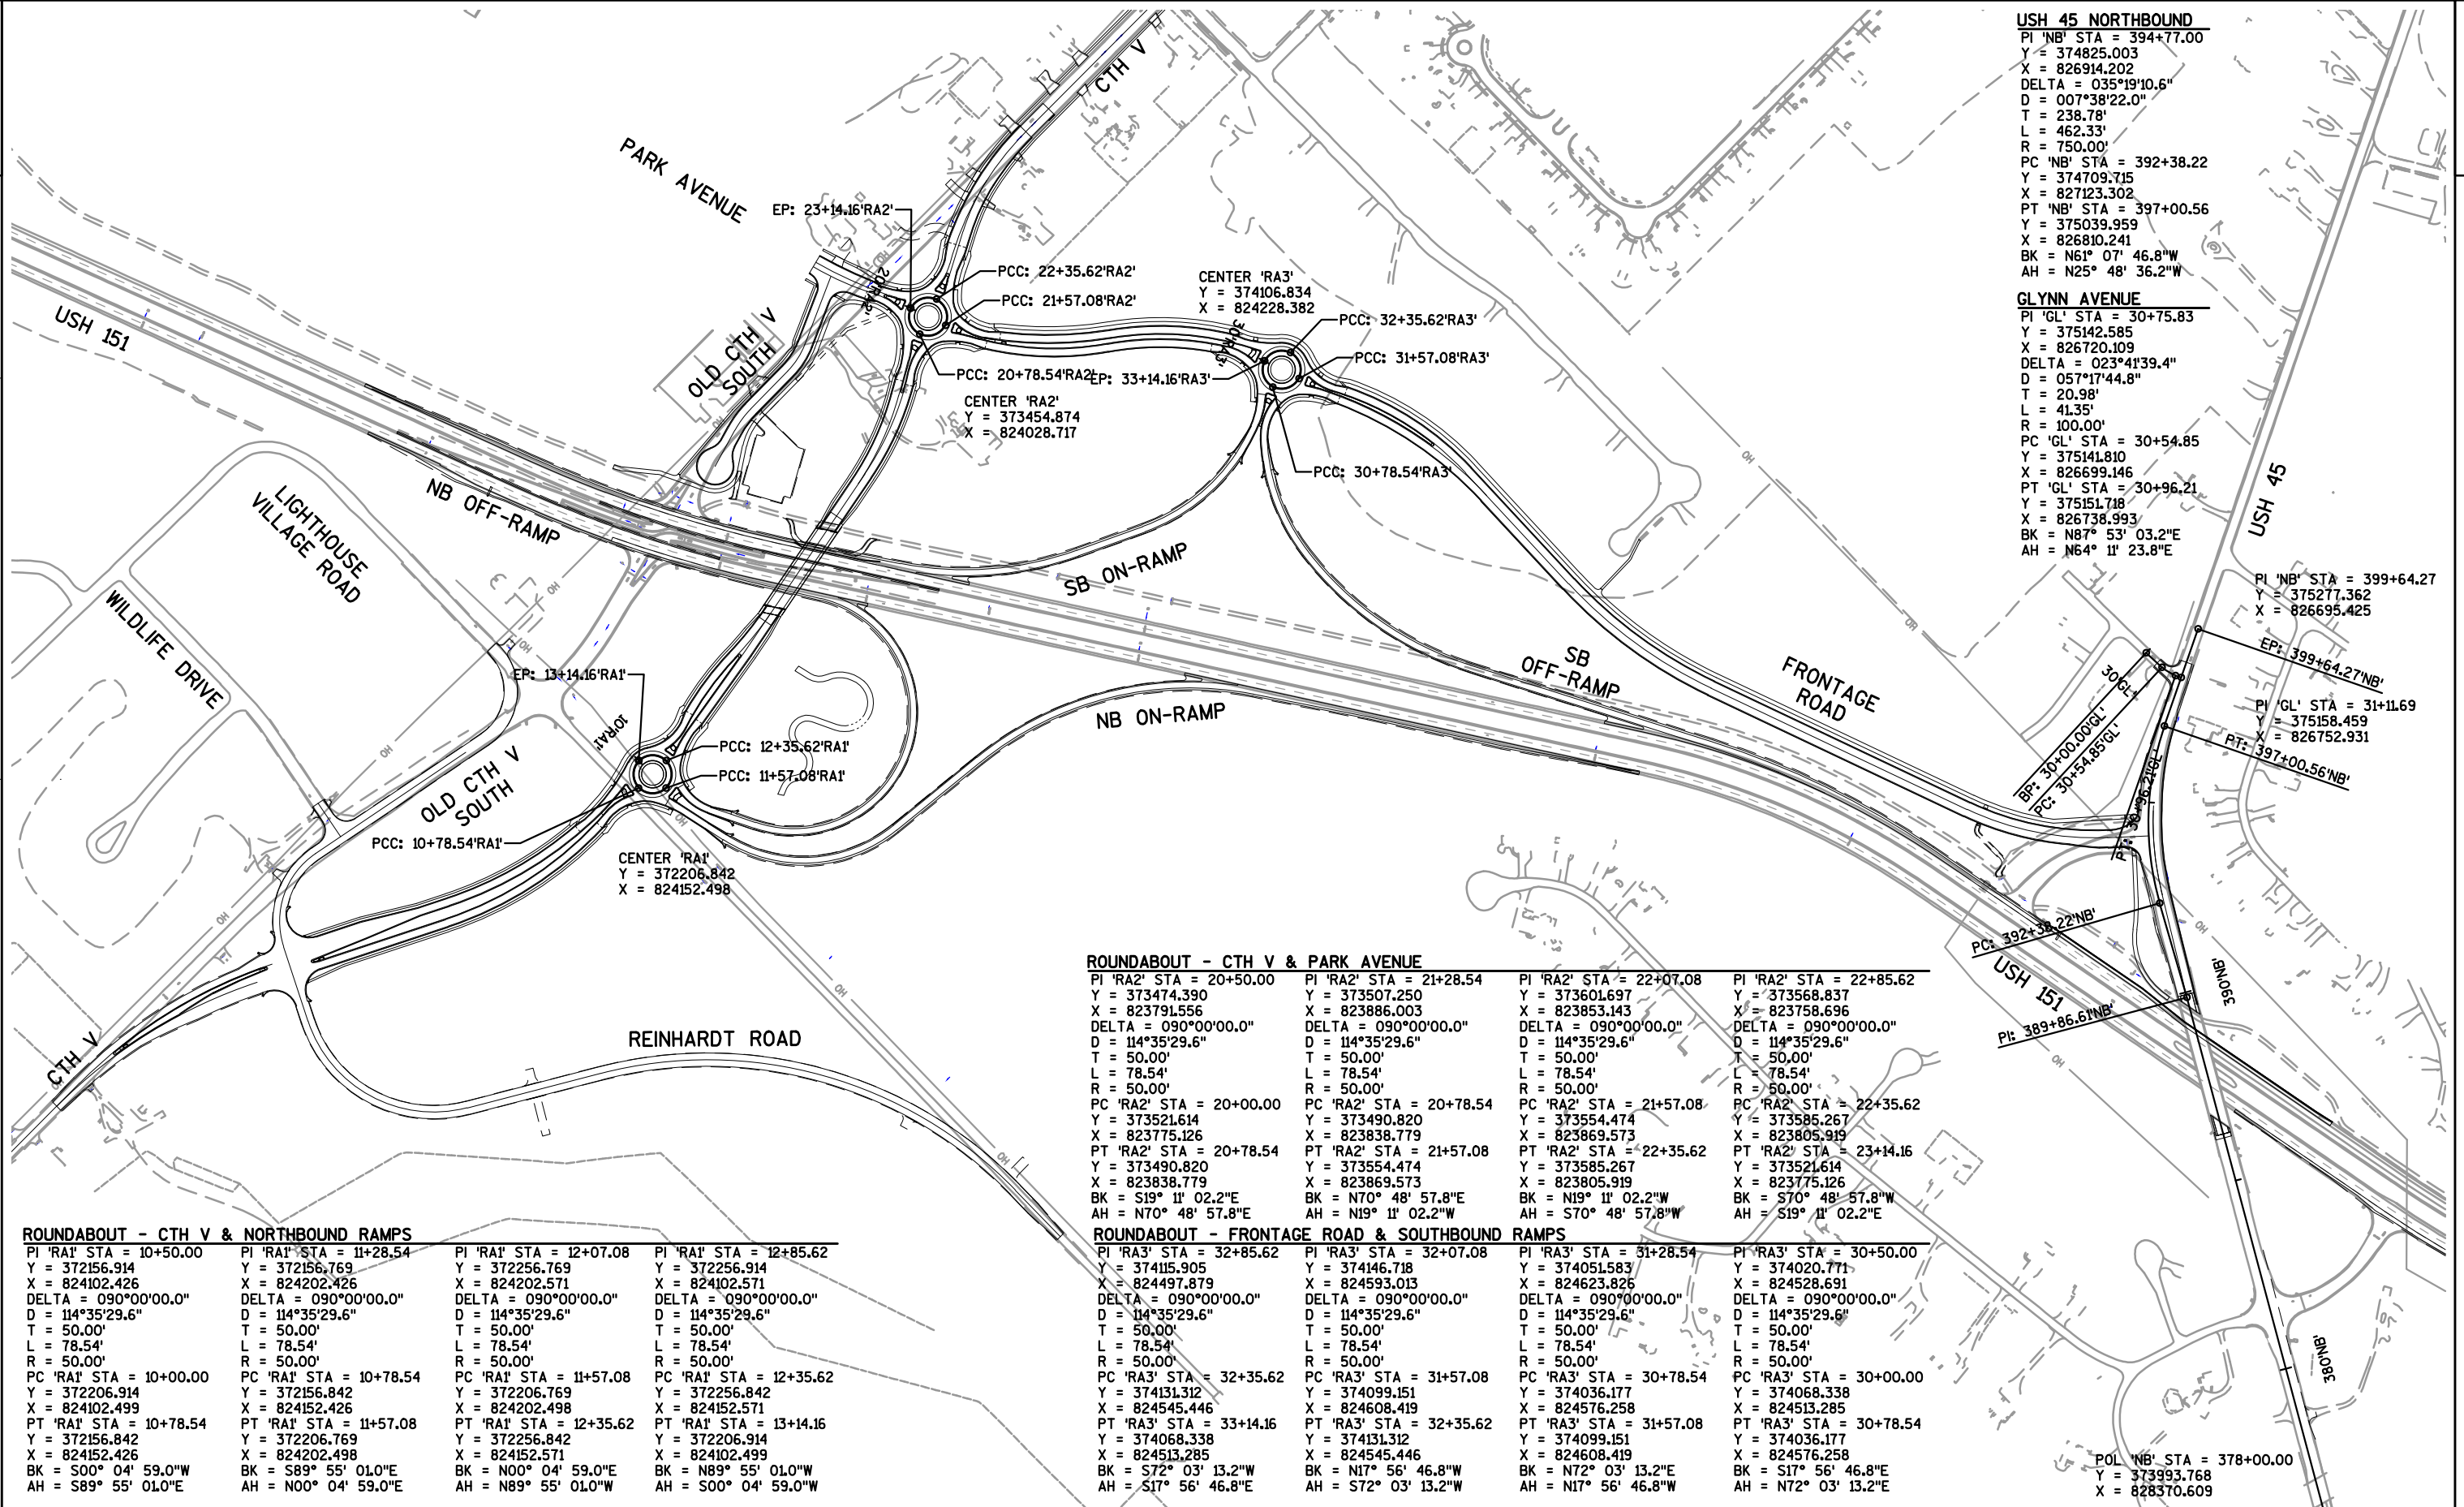 USH 45 NORTHBOUND
PI 'NB' STA = 394+77.00
Y = 374825.003
X = 826914.202
DELTA = 035°19'10.6"
D = 007°38'22.0"
T = 238.78'
L = 462.33'
R = 750.00'
PC 'NB' STA = 392+38.22
Y = 374709.715
X = 827123.302
PT 'NB' STA = 397+00.56
Y = 375039.959
X = 826810.241
BK = N61° 07' 46.8"W
AH = N25° 48' 36.2"W
GLYNN AVENUE
PI 'GL' STA = 30+75.83
Y = 375142.585
X = 826720.109
DELTA = 023°41'39.4"
D = 057°17'44.8"
T = 20.98'
L = 41.35'
R = 100.00'
PC 'GL' STA = 30+54.85
Y = 375141.810
X = 826699.146
PT 'GL' STA = 30+96.21
Y = 375151.718
X = 826738.993
BK = N87° 53' 03.2"E
AH = N64° 11' 23.8"E
CTH V
PARK AVENUE
EP: 23+14.16'RA2'
PCC: 22+35.62'RA2'
PCC: 21+57.08'RA2'
20'RA2'
CENTER 'RA3'
Y = 374106.834
X = 824228.382
30'RA3'
PCC: 32+35.62'RA3'
PCC: 31+57.08'RA3'
PCC: 20+78.54'RA2'
EP: 33+14.16'RA3'
CENTER 'RA2'
Y = 373454.874
X = 824028.717
PCC: 30+78.54'RA3'
USH 151
OLD CTH V
SOUTH
NB OFF-RAMP
LIGHTHOUSE
VILLAGE ROAD
WILDLIFE DRIVE
SB ON-RAMP
NB ON-RAMP
SB
OFF-RAMP
FRONTAGE
ROAD
USH 45
PI 'NB' STA = 399+64.27
Y = 375277.362
X = 826695.425
EP: 399+64.27'NB'
30'GL'
PI 'GL' STA = 31+11.69
Y = 375158.459
X = 826752.931
PT: 397+00.56'NB'
BP: 30+00.00'GL'
PC: 30+54.85'GL'
PT: 30+96.21'GL'
PC: 392+38.22'NB'
USH 151
390'NB'
PI: 389+86.61'NB'
380'NB'
EP: 13+14.16'RA1'
10'RA1'
PCC: 12+35.62'RA1'
PCC: 11+57.08'RA1'
OLD CTH V
SOUTH
PCC: 10+78.54'RA1'
CENTER 'RA1'
Y = 372206.842
X = 824152.498
CTH V
REINHARDT ROAD
OH
OH
OH
OH
OH
OH
OH
OH
OH
OH
OH
OH
OH
ROUNDABOUT - CTH V & PARK AVENUE
PI 'RA2' STA = 20+50.00 PI 'RA2' STA = 21+28.54 PI 'RA2' STA = 22+07.08 PI 'RA2' STA = 22+85.62
Y = 373474.390 Y = 373507.250 Y = 373601.697 Y = 373568.837
X = 823791.556 X = 823886.003 X = 823853.143 X = 823758.696
DELTA = 090°00'00.0" DELTA = 090°00'00.0" DELTA = 090°00'00.0" DELTA = 090°00'00.0"
D = 114°35'29.6" D = 114°35'29.6" D = 114°35'29.6" D = 114°35'29.6"
T = 50.00' T = 50.00' T = 50.00' T = 50.00'
L = 78.54' L = 78.54' L = 78.54' L = 78.54'
R = 50.00' R = 50.00' R = 50.00' R = 50.00'
PC 'RA2' STA = 20+00.00 PC 'RA2' STA = 20+78.54 PC 'RA2' STA = 21+57.08 PC 'RA2' STA = 22+35.62
Y = 373521.614 Y = 373490.820 Y = 373554.474 Y = 373585.267
X = 823775.126 X = 823838.779 X = 823869.573 X = 823805.919
PT 'RA2' STA = 20+78.54 PT 'RA2' STA = 21+57.08 PT 'RA2' STA = 22+35.62 PT 'RA2' STA = 23+14.16
Y = 373490.820 Y = 373554.474 Y = 373585.267 Y = 373521.614
X = 823838.779 X = 823869.573 X = 823805.919 X = 823775.126
BK = S19° 11' 02.2"E BK = N70° 48' 57.8"E BK = N19° 11' 02.2"W BK = S70° 48' 57.8"W
AH = N70° 48' 57.8"E AH = N19° 11' 02.2"W AH = S70° 48' 57.8"W AH = S19° 11' 02.2"E
ROUNDABOUT - CTH V & NORTHBOUND RAMPS
PI 'RA1' STA = 10+50.00 PI 'RA1' STA = 11+28.54 PI 'RA1' STA = 12+07.08 PI 'RA1' STA = 12+85.62
Y = 372156.914 Y = 372156.769 Y = 372256.769 Y = 372256.914
X = 824102.426 X = 824202.426 X = 824202.571 X = 824102.571
DELTA = 090°00'00.0" DELTA = 090°00'00.0" DELTA = 090°00'00.0" DELTA = 090°00'00.0"
D = 114°35'29.6" D = 114°35'29.6" D = 114°35'29.6" D = 114°35'29.6"
T = 50.00' T = 50.00' T = 50.00' T = 50.00'
L = 78.54' L = 78.54' L = 78.54' L = 78.54'
R = 50.00' R = 50.00' R = 50.00' R = 50.00'
PC 'RA1' STA = 10+00.00 PC 'RA1' STA = 10+78.54 PC 'RA1' STA = 11+57.08 PC 'RA1' STA = 12+35.62
Y = 372206.914 Y = 372156.842 Y = 372206.769 Y = 372256.842
X = 824102.499 X = 824152.426 X = 824202.498 X = 824152.571
PT 'RA1' STA = 10+78.54 PT 'RA1' STA = 11+57.08 PT 'RA1' STA = 12+35.62 PT 'RA1' STA = 13+14.16
Y = 372156.842 Y = 372206.769 Y = 372256.842 Y = 372206.914
X = 824152.426 X = 824202.498 X = 824152.571 X = 824102.499
BK = S00° 04' 59.0"W BK = S89° 55' 01.0"E BK = N00° 04' 59.0"E BK = N89° 55' 01.0"W
AH = S89° 55' 01.0"E AH = N00° 04' 59.0"E AH = N89° 55' 01.0"W AH = S00° 04' 59.0"W
ROUNDABOUT - FRONTAGE ROAD & SOUTHBOUND RAMPS
PI 'RA3' STA = 32+85.62 PI 'RA3' STA = 32+07.08 PI 'RA3' STA = 31+28.54 PI 'RA3' STA = 30+50.00
Y = 374115.905 Y = 374146.718 Y = 374051.583 Y = 374020.771
X = 824497.879 X = 824593.013 X = 824623.826 X = 824528.691
DELTA = 090°00'00.0" DELTA = 090°00'00.0" DELTA = 090°00'00.0" DELTA = 090°00'00.0"
D = 114°35'29.6" D = 114°35'29.6" D = 114°35'29.6" D = 114°35'29.6"
T = 50.00' T = 50.00' T = 50.00' T = 50.00'
L = 78.54' L = 78.54' L = 78.54' L = 78.54'
R = 50.00' R = 50.00' R = 50.00' R = 50.00'
PC 'RA3' STA = 32+35.62 PC 'RA3' STA = 31+57.08 PC 'RA3' STA = 30+78.54 PC 'RA3' STA = 30+00.00
Y = 374131.312 Y = 374099.151 Y = 374036.177 Y = 374068.338
X = 824545.446 X = 824608.419 X = 824576.258 X = 824513.285
PT 'RA3' STA = 33+14.16 PT 'RA3' STA = 32+35.62 PT 'RA3' STA = 31+57.08 PT 'RA3' STA = 30+78.54
Y = 374068.338 Y = 374131.312 Y = 374099.151 Y = 374036.177
X = 824513.285 X = 824545.446 X = 824608.419 X = 824576.258
BK = S72° 03' 13.2"W BK = N17° 56' 46.8"W BK = N72° 03' 13.2"E BK = S17° 56' 46.8"E
AH = S17° 56' 46.8"E AH = S72° 03' 13.2"W AH = N17° 56' 46.8"W AH = N72° 03' 13.2"E
POL 'NB' STA = 378+00.00
Y = 373993.768
X = 828370.609